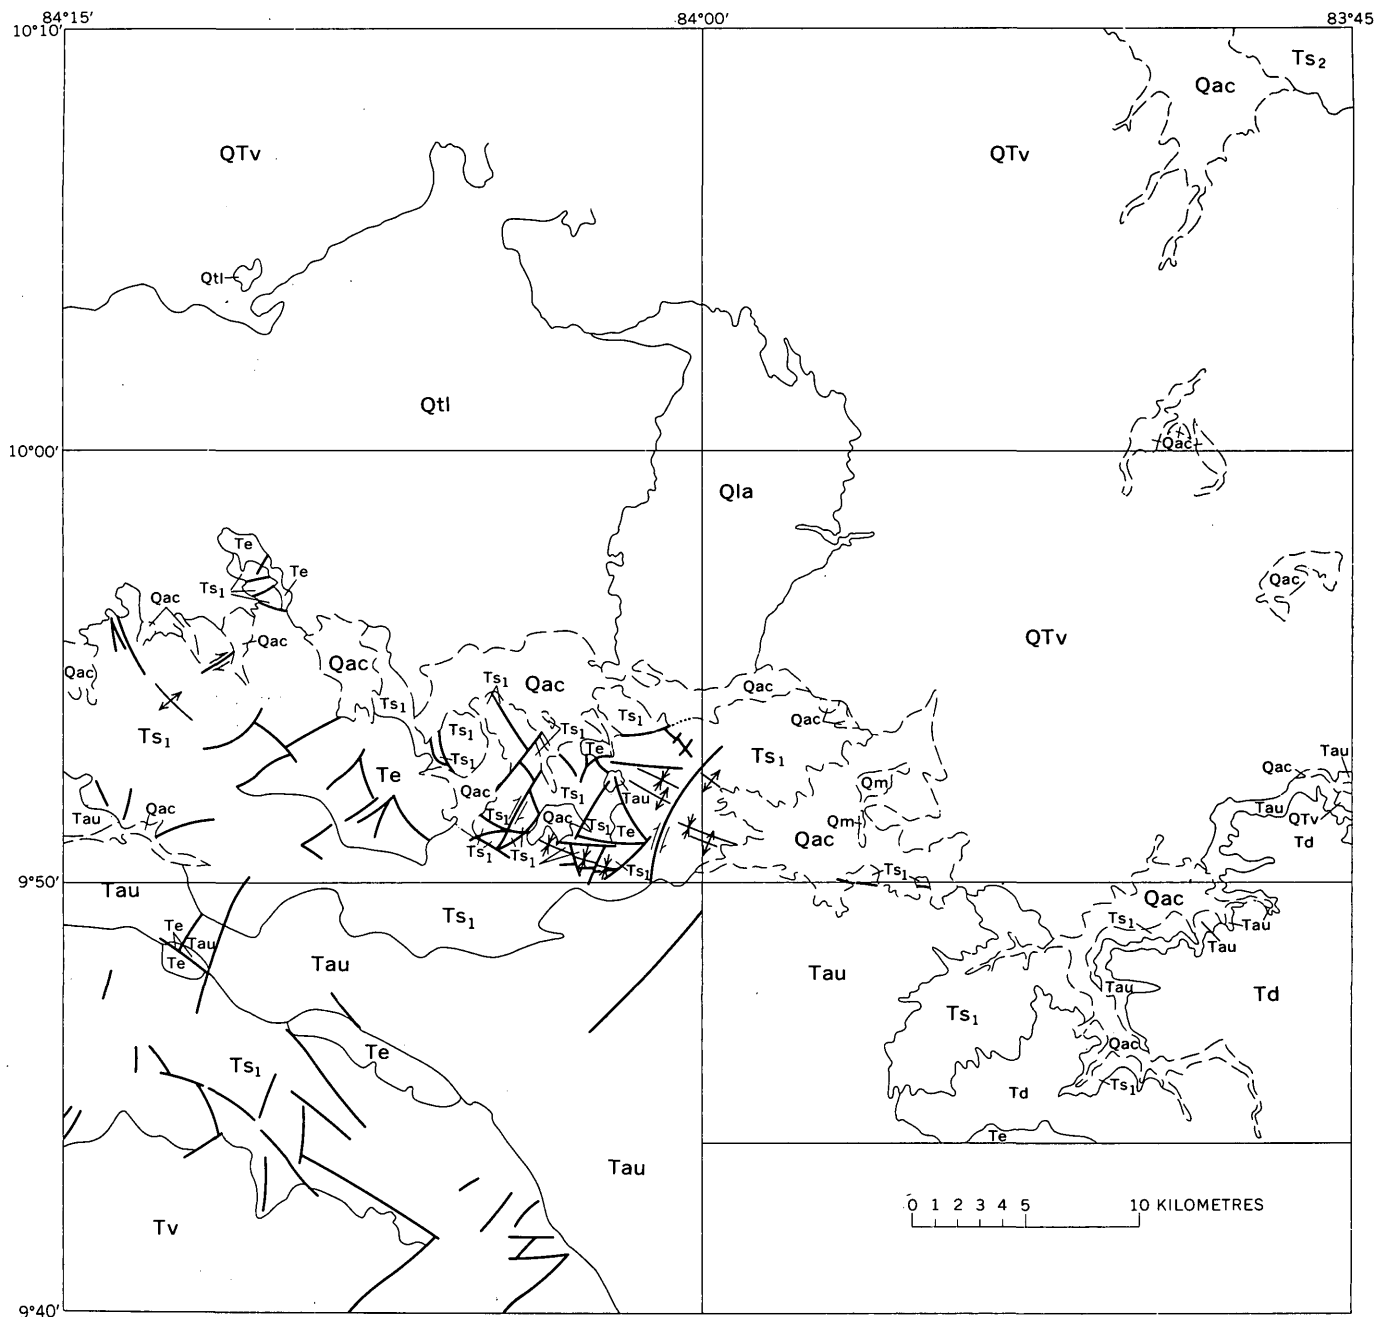 84°15' 84°00' 83°45
10°10'
Ts2
Qac
QTv QTv
Qtl
Qtl
10°00'
Qac
Qla
Te
Te
Ts1
Qac
Qac
Qac
QTv
Qac
Qac
Qac
Ts1
Qac
Qac
Ts1
Ts1
Qac
Ts1
Ts1
Ts1
Te
Ts1
Tau
Ts1
Te
Qac
Qm
Qac
Ts1
Tau
Tau
Qac
Tau
Ts1
Qac
Ts1
Te
Qm
QTv
Td
Qac
Ts1
Ts1
Ts1
Ts1
9°50'
Tau
Qac
Ts1
Ts1
Tau
Tau
Te
Tau
Te
Tau
Tau
Tau
Td
Ts1
Qac
Te
Ts1
Ts1
Td
Te
Tau
Tv
0 1 2 3 4 5 10 KILOMETRES
9°40'